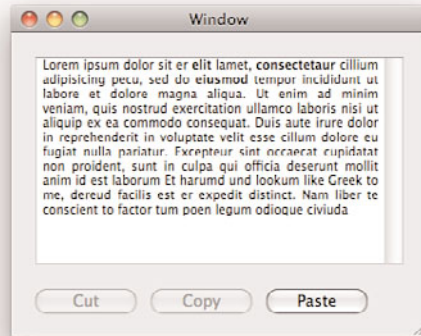 Window
Lorem ipsum dolor sit er elit lamet, consectetaur cillium
adipisicing pecu, sed do eiusmod tempor incididunt ut
labore et dolore magna aliqua. Ut enim ad minim
veniam, quis nostrud exercitation ullamco laboris nisi ut
aliquip ex ea commodo consequat. Duis aute irure dolor
in reprehenderit in voluptate velit esse cillum dolore eu
fugiat nulla pariatur. Excepteur sint occaecat cupidatat
non proident, sunt in culpa qui officia deserunt mollit
anim id est laborum Et harumd und lookum like Greek to
me, dereud facilis est er expedit distinct. Nam liber te
conscient to factor tum poen legum odioque civiuda
Cut Copy Paste